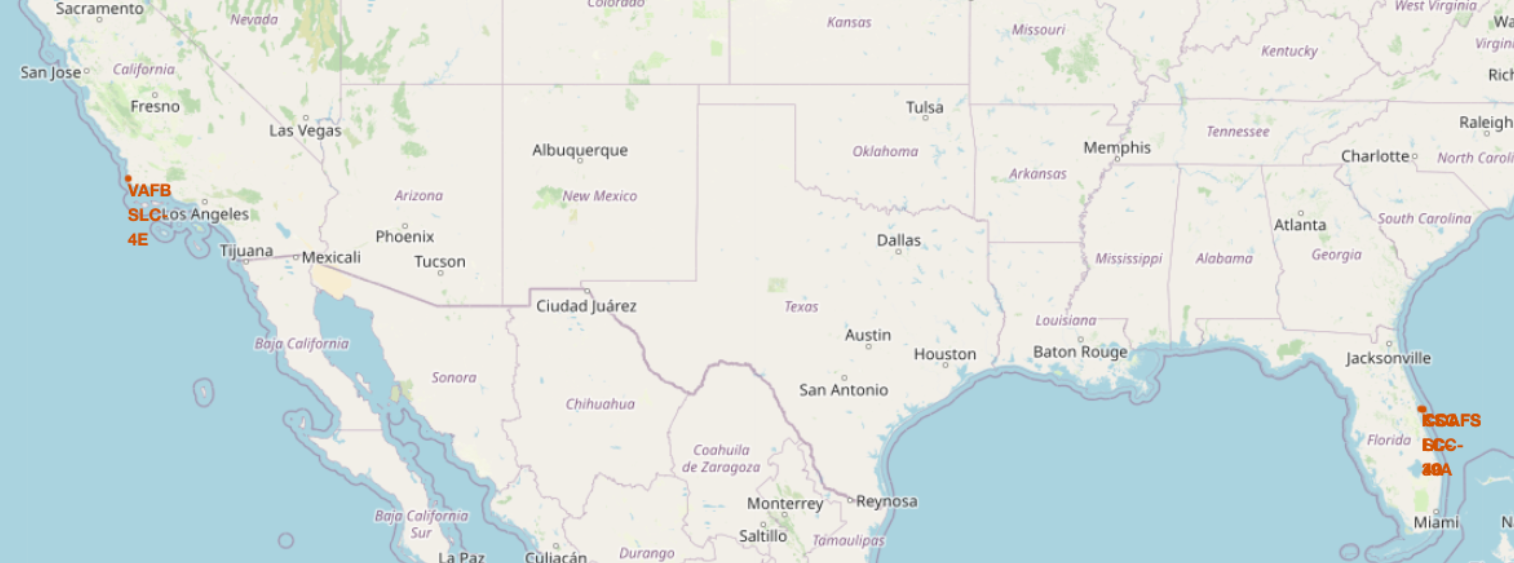 Sacramento
Nevada
Colorado
Kansas
Missouri
West Virginia
Kentucky
San Jose
California
Fresno
Las Vegas
Tulsa
Tennessee
Raleigh
Albuquerque
Oklahoma
Memphis
Charlotte
North Caroli
Arkansas
VAFB
SLC-
4E
Los Angeles
Arizona
New Mexico
Phoenix
Dallas
Atlanta
South Carolina
Tijuana
Mexicali
Tucson
Mississippi
Alabama
Georgia
Ciudad Juárez
Texas
Louisiana
Baja California
Austin
Houston
Baton Rouge
Jacksonville
Sonora
Chihuahua
San Antonio
Florida
Coahuila
de Zaragoza
Baja California
Sur
Monterrey
Reynosa
Saltillo
Tamaulipas
Miami
La Paz
Culiacán
Durango